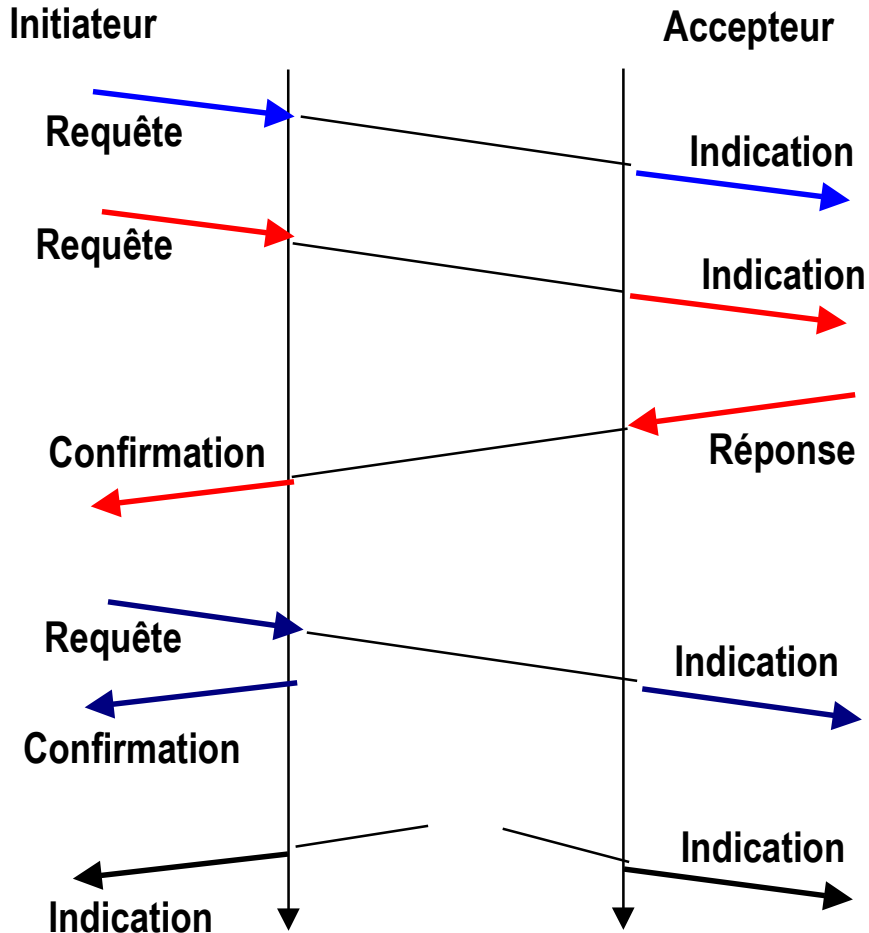 Initiateur
Accepteur
Requête
Indication
Requête
Indication
Confirmation
Réponse
Requête
Indication
Confirmation
Indication
Indication